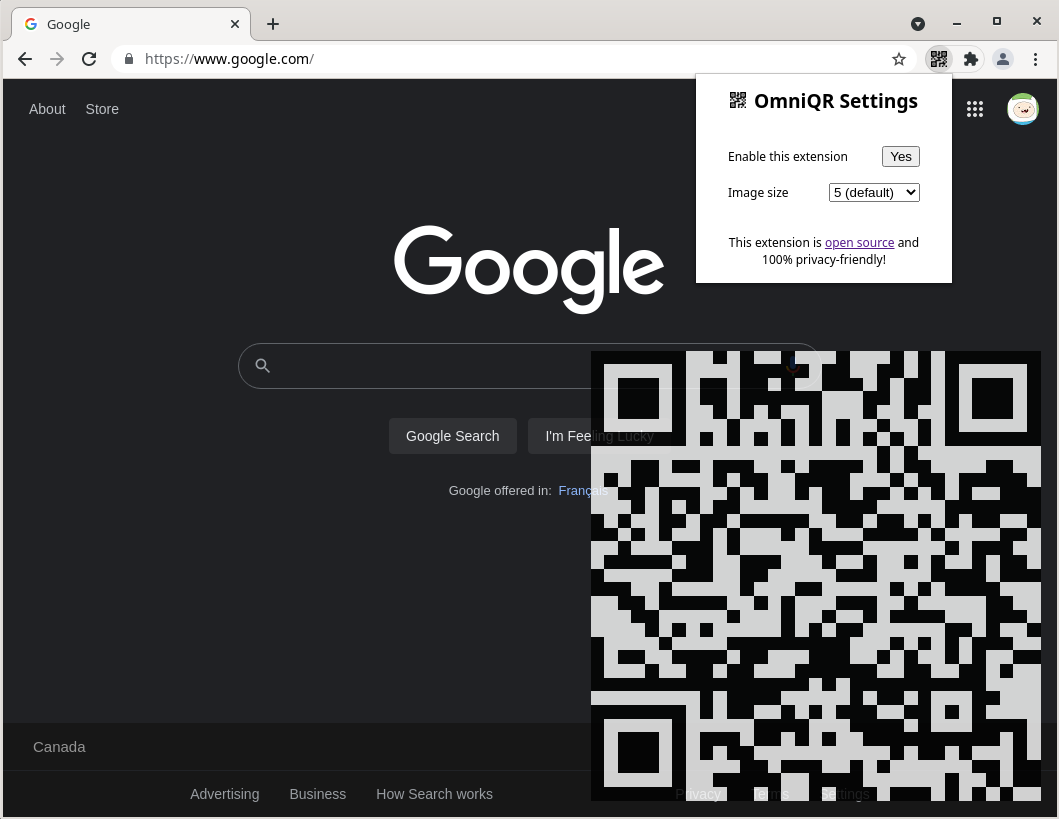 Google
https://www.google.com/
About Store
OmniQR Settings
Enable this extension Yes
Image size 5 (default)
This extension is open source and
100% privacy-friendly!
Google
Google Search I'm Feeling Lucky
Google offered in: Français
Canada
Advertising Business How Search works Privacy Terms Settings